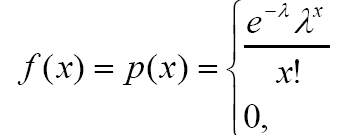 f(x) = p(x) = { e^{-λ} λ^x / x!
0,